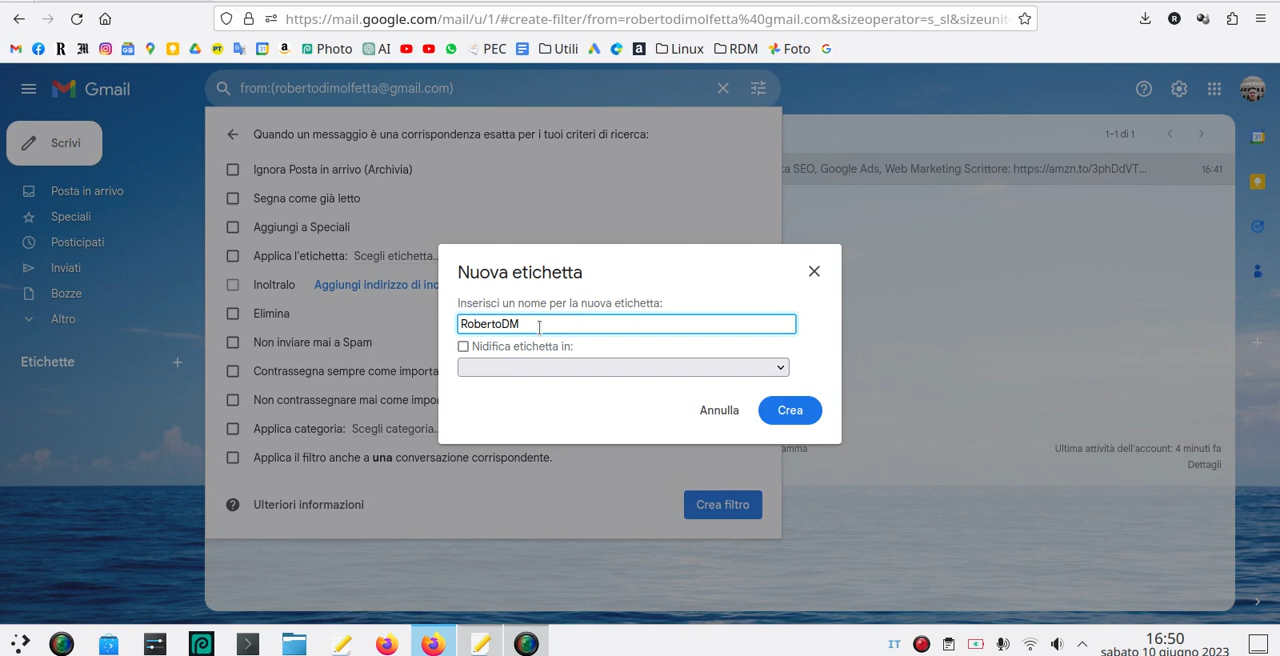 https://mail.google.com/mail/u/1/#create-filter/from=robertodimolfetta%40gmail.com&sizeoperator=s_sl&sizeunit
Photo AI PEC Utili Linux RDM Foto
Gmail
from:(robertodimolfetta@gmail.com)
Scrivi
Posta in arrivo
Speciali
Posticipati
Inviati
Bozze
Altro
Etichette
Quando un messaggio è una corrispondenza esatta per i tuoi criteri di ricerca:
Ignora Posta in arrivo (Archivia)
Segna come già letto
Aggiungi a Speciali
Applica l'etichetta: Scegli etichetta...
Inoltralo Aggiungi indirizzo di ino
Elimina
Non inviare mai a Spam
Contrassegna sempre come importa
Non contrassegnare mai come impo
Applica categoria: Scegli categoria...
Applica il filtro anche a una conversazione corrispondente.
Ulteriori informazioni
Crea filtro
Nuova etichetta
Inserisci un nome per la nuova etichetta:
RobertoDM
Nidifica etichetta in:
Annulla
Crea
1–1 di 1
ta SEO, Google Ads, Web Marketing Scrittore: https://amzn.to/3phDdVT...
16:41
amma
Ultima attività dell'account: 4 minuti fa
Dettagli
IT
16:50
sabato 10 giugno 2023